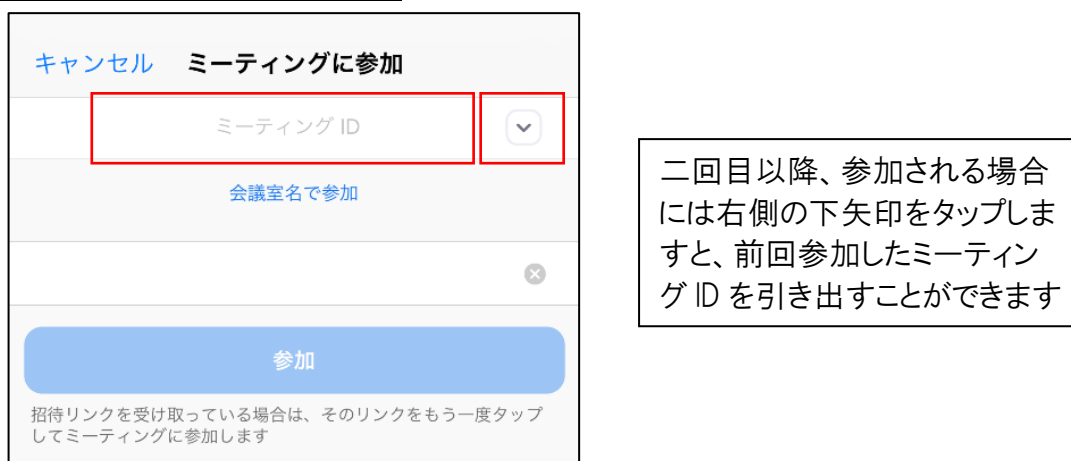 キャンセル ミーティングに参加
ミーティング ID
会議室名で参加
参加
招待リンクを受け取っている場合は、そのリンクをもう一度タップ
してミーティングに参加します
二回目以降、参加される場合
には右側の下矢印をタップしま
すと、前回参加したミーティン
グ ID を引き出すことができます